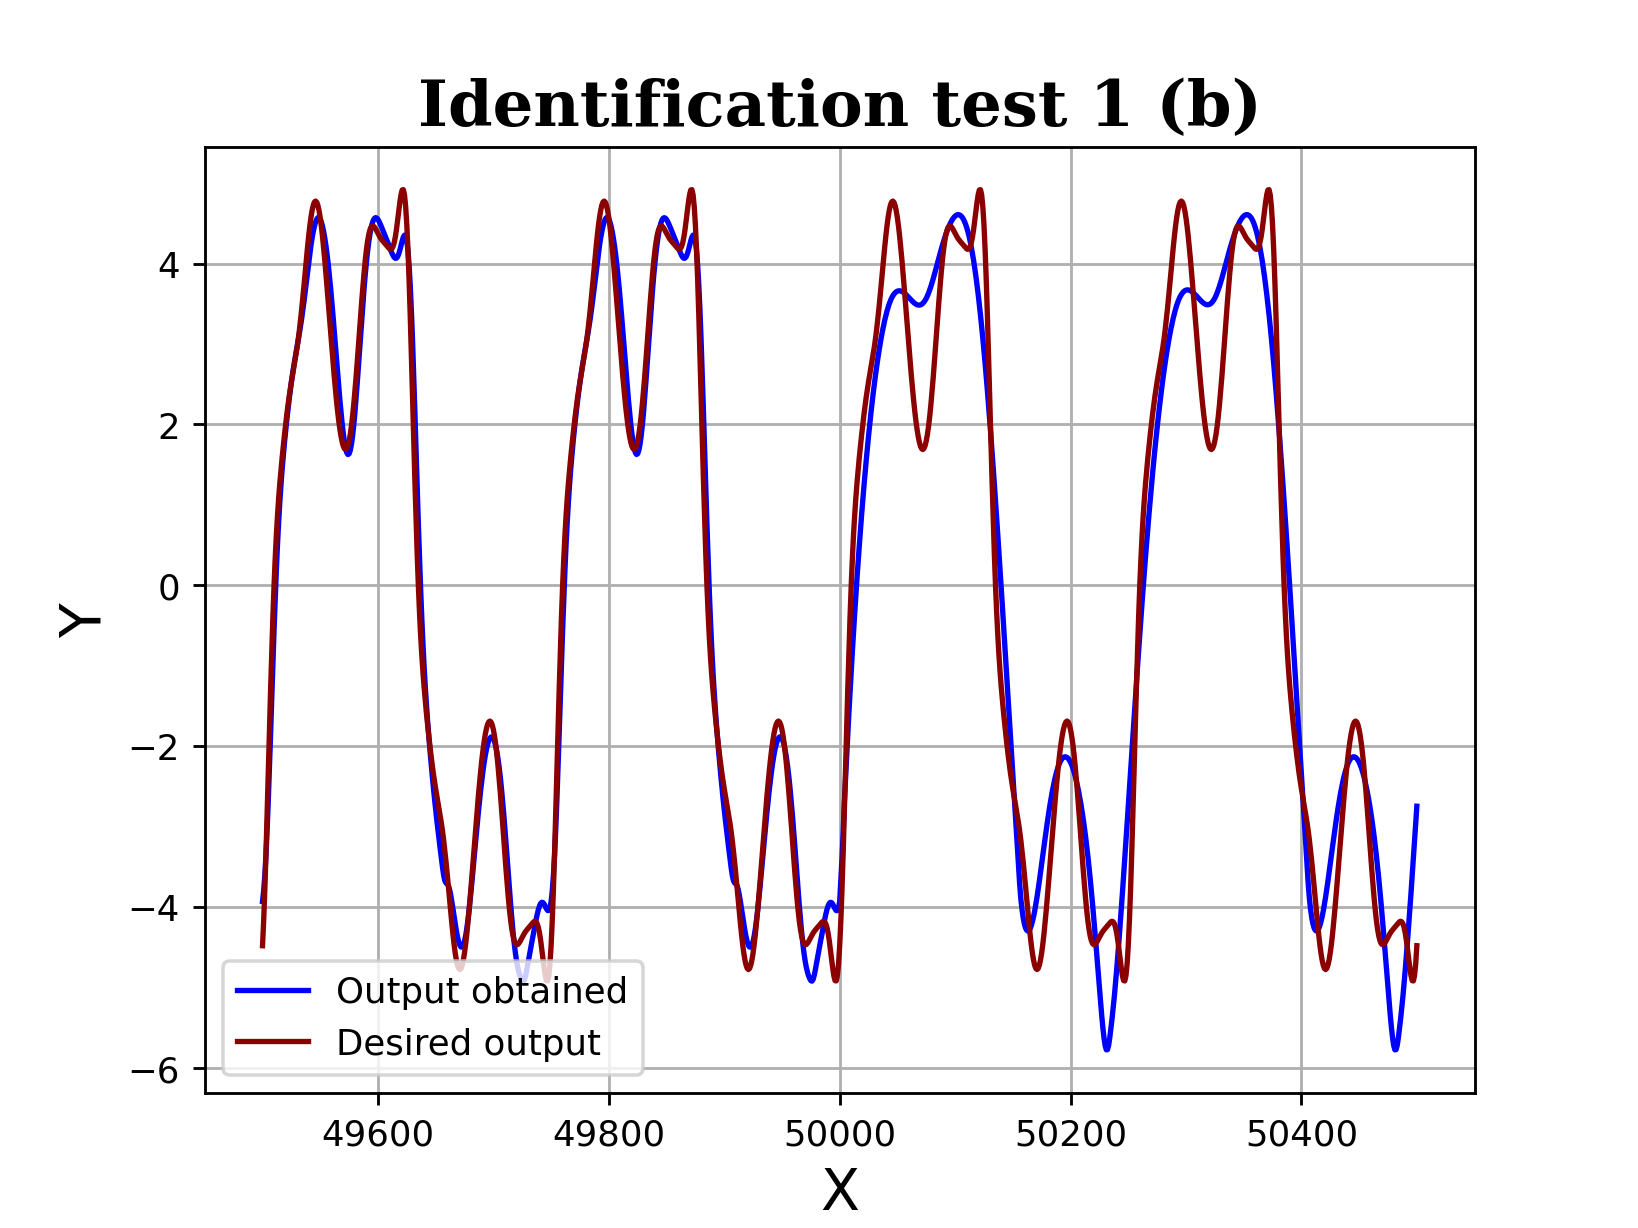 Identification test 1 (b)
4
2
0
−2
−4
−6
Y
Output obtained
Desired output
49600 49800 50000 50200 50400
X